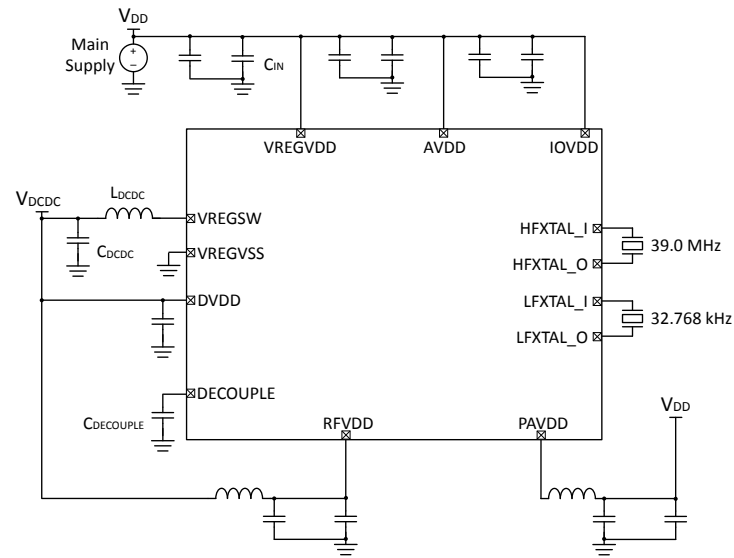 VDD
Main
Supply
+
−
CIN
VREGVDD
AVDD
IOVDD
VDCDC
LDCDC
VREGSW
HFXTAL_I
39.0 MHz
CDCDC
VREGVSS
HFXTAL_O
DVDD
LFXTAL_I
32.768 kHz
LFXTAL_O
DECOUPLE
CDECOUPLE
RFVDD
PAVDD
VDD